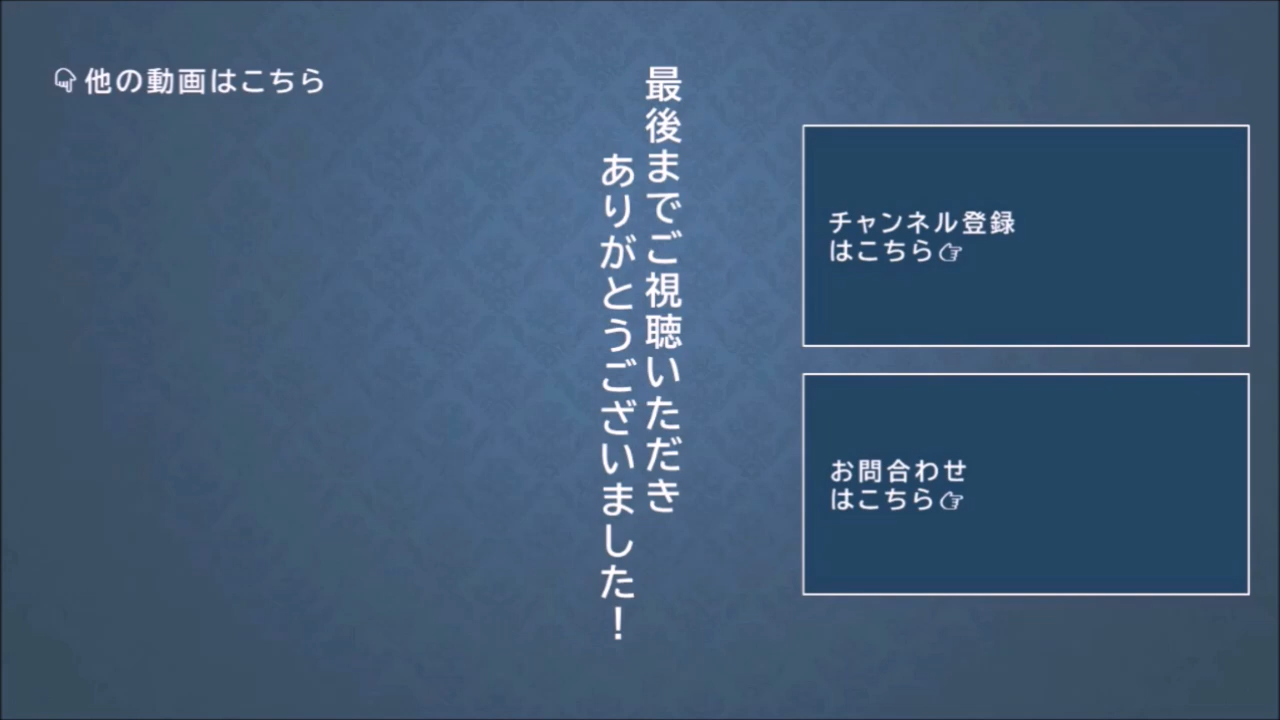 👇他の動画はこちら
最後までご視聴いただき
ありがとうございました！
チャンネル登録
はこちら👉
お問合わせ
はこちら👉